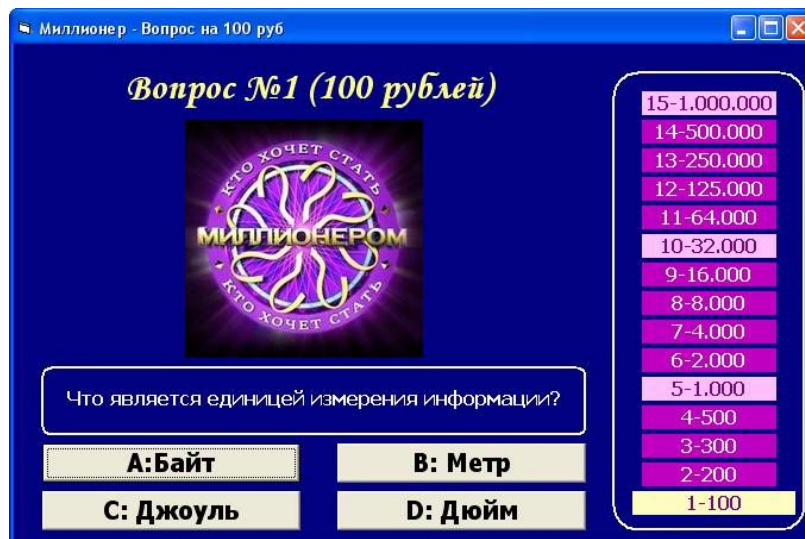 Миллионер - Вопрос на 100 руб
Вопрос №1 (100 рублей)
КТО ХОЧЕТ СТАТЬ
МИЛЛИОНЕРОМ
КТО ХОЧЕТ СТАТЬ
Что является единицей измерения информации?
A:Байт
B: Метр
C: Джоуль
D: Дюйм
15-1.000.000
14-500.000
13-250.000
12-125.000
11-64.000
10-32.000
9-16.000
8-8.000
7-4.000
6-2.000
5-1.000
4-500
3-300
2-200
1-100